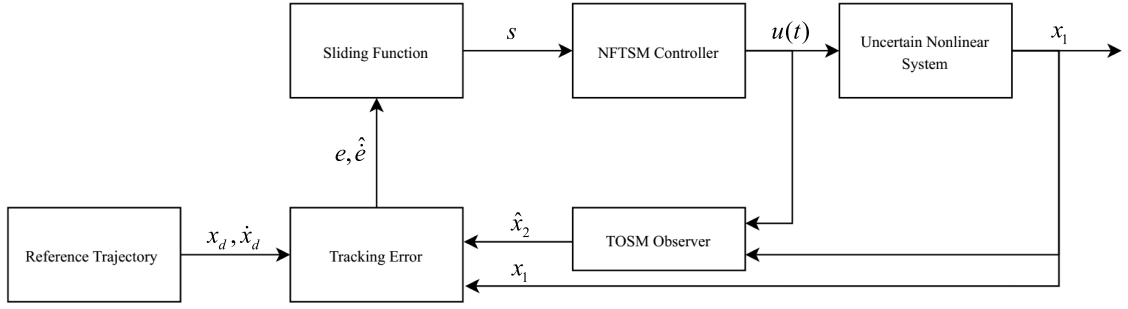 Sliding Function
s
NFTSM Controller
u(t)
Uncertain Nonlinear
System
x₁
e, ė̂
Reference Trajectory
x_d, ẋ_d
Tracking Error
x̂₂
x₁
TOSM Observer